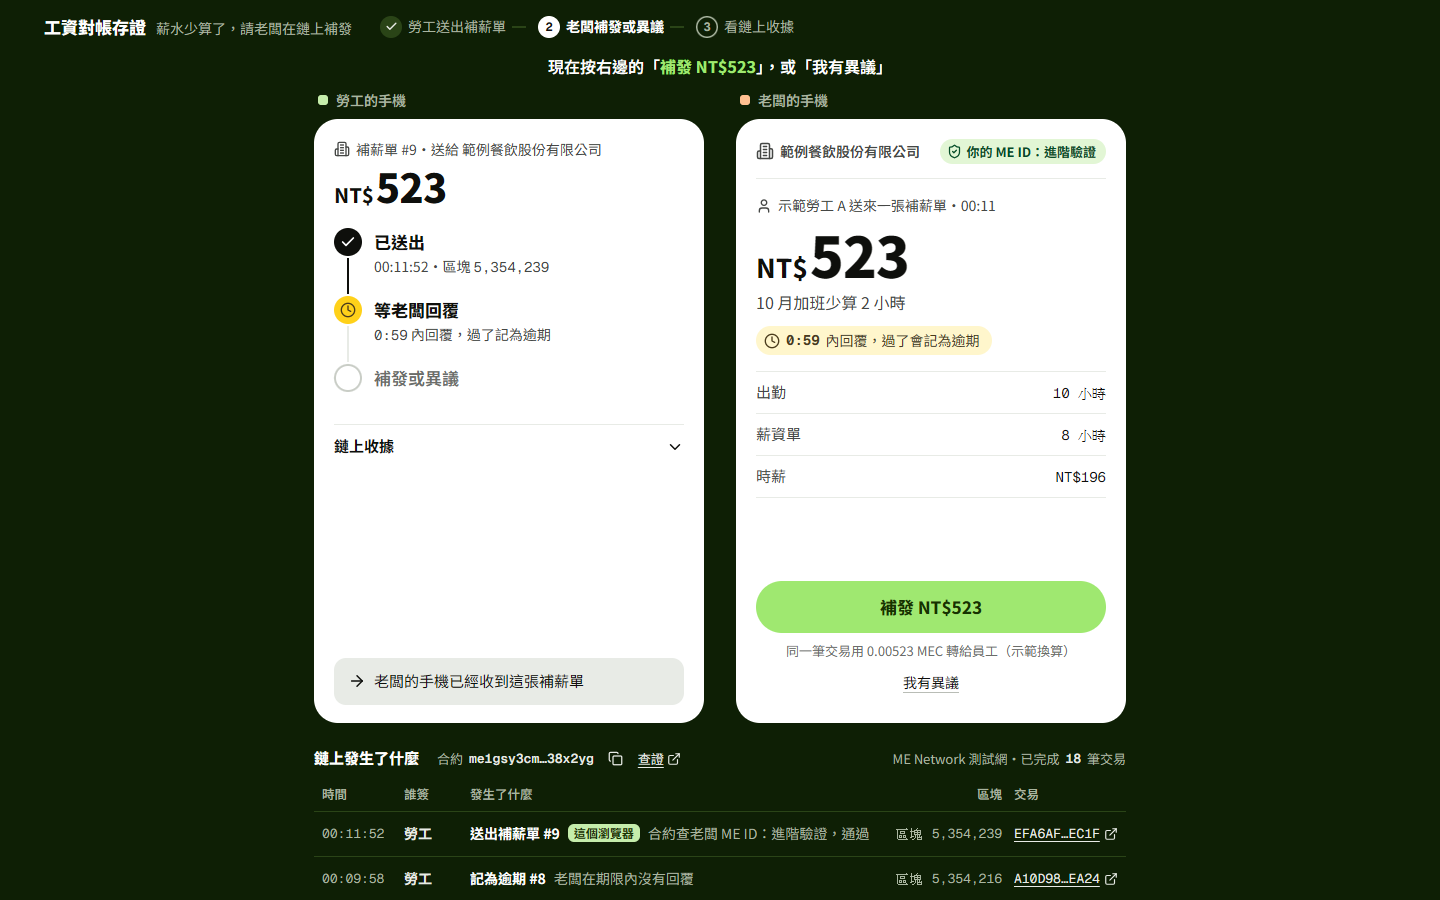 工資對帳存證 薪水少算了，請老闆在鏈上補發 勞工送出補薪單 2 老闆補發或異議 3 看鏈上收據
現在按右邊的「補發 NT$523」，或「我有異議」
勞工的手機
補薪單 #9・送給 範例餐飲股份有限公司
NT$523
已送出
00:11:52・區塊 5,354,239
等老闆回覆
0:59 內回覆，過了記為逾期
補發或異議
鏈上收據
老闆的手機已經收到這張補薪單
老闆的手機
範例餐飲股份有限公司 你的 ME ID：進階驗證
示範勞工 A 送來一張補薪單・00:11
NT$523
10 月加班少算 2 小時
0:59 內回覆，過了會記為逾期
出勤 10 小時
薪資單 8 小時
時薪 NT$196
補發 NT$523
同一筆交易用 0.00523 MEC 轉給員工（示範換算）
我有異議
鏈上發生了什麼 合約 me1gsy3cm…38x2yg 查證 ME Network 測試網・已完成 18 筆交易
時間 誰簽 發生了什麼 區塊 交易
00:11:52 勞工 送出補薪單 #9 這個瀏覽器 合約查老闆 ME ID：進階驗證，通過 區塊 5,354,239 EFA6AF…EC1F
00:09:58 勞工 記為逾期 #8 老闆在期限內沒有回覆 區塊 5,354,216 A10D98…EA24